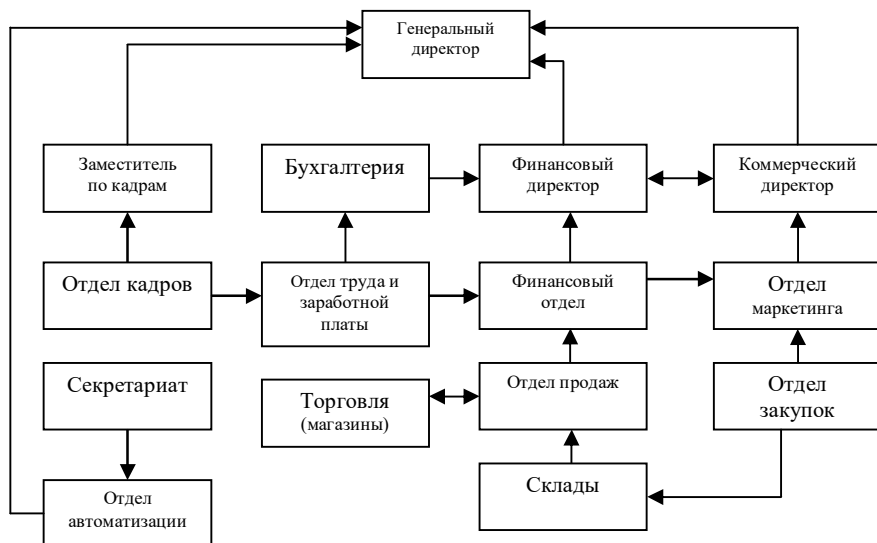 Генеральный
директор
Заместитель
по кадрам
Бухгалтерия
Финансовый
директор
Коммерческий
директор
Отдел кадров
Отдел труда и
заработной
платы
Финансовый
отдел
Отдел
маркетинга
Секретариат
Торговля
(магазины)
Отдел продаж
Отдел
закупок
Отдел
автоматизации
Склады